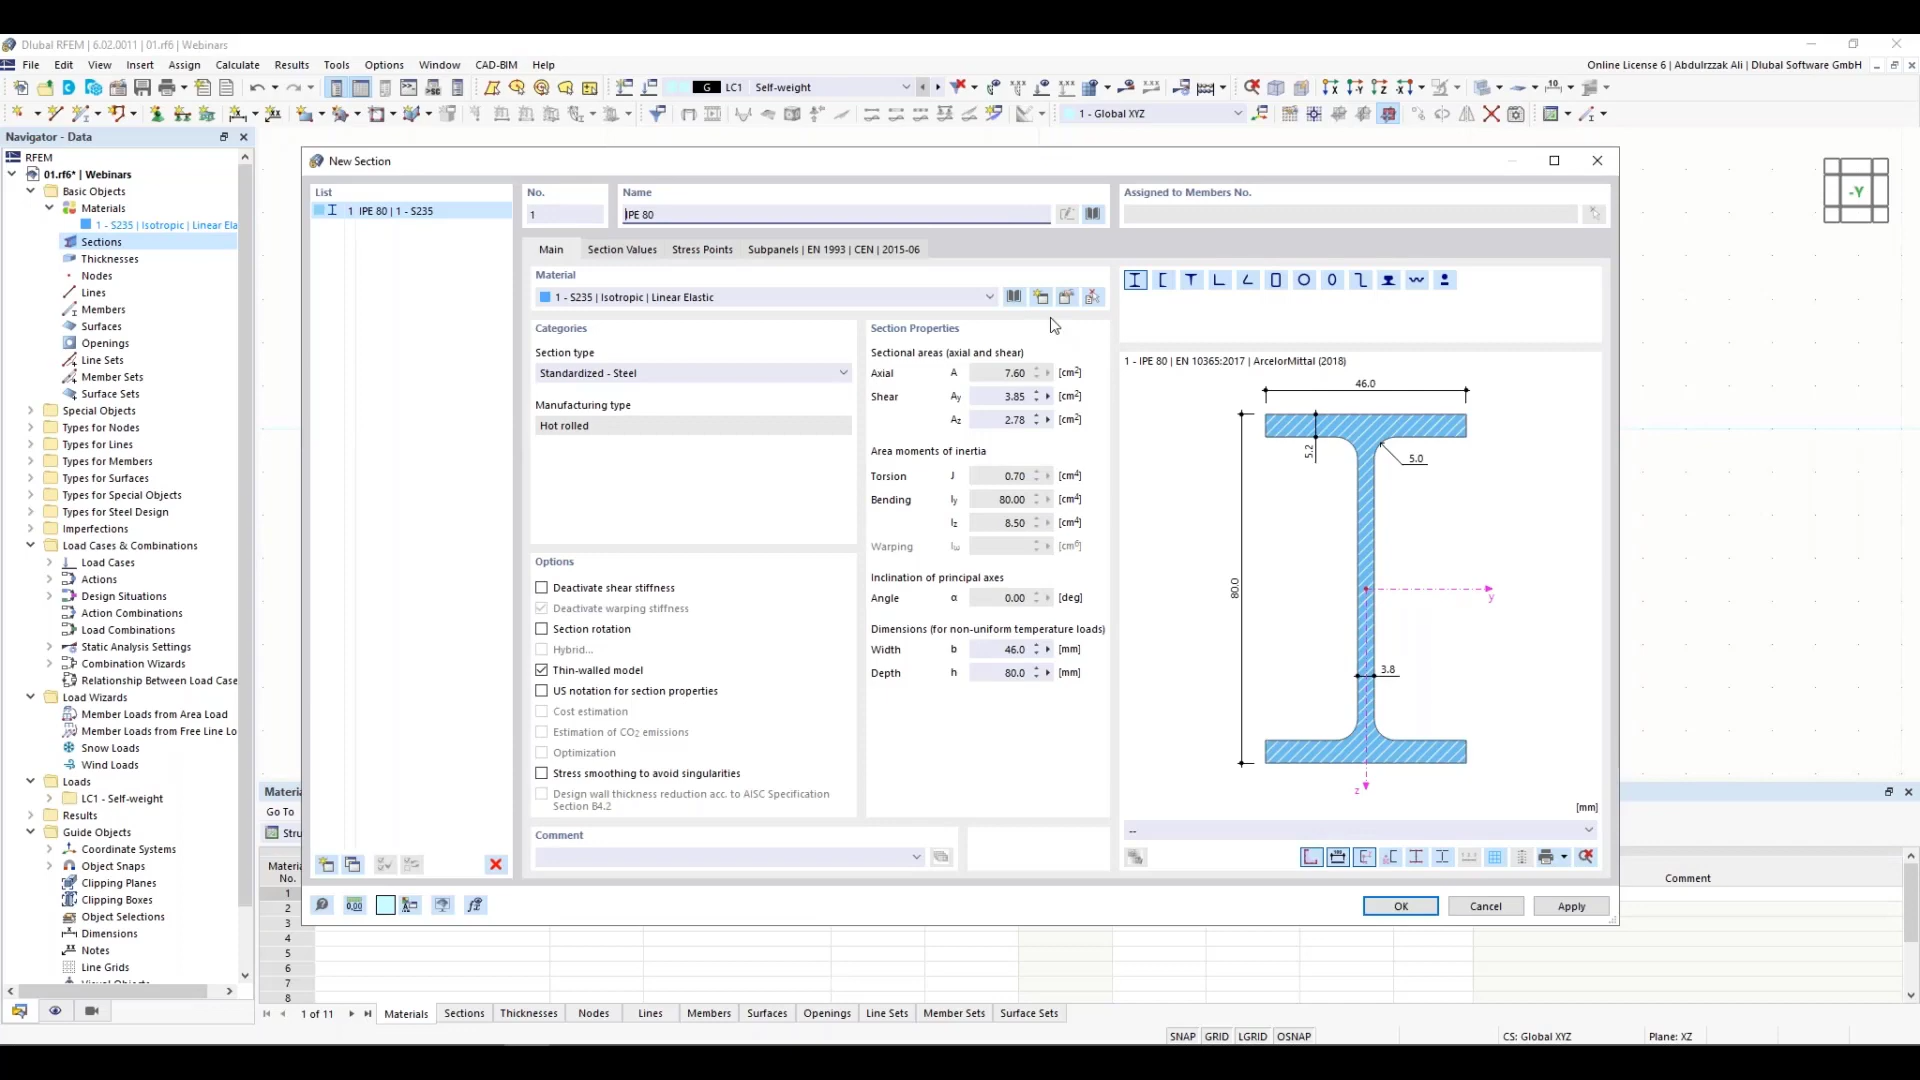 Dlubal RFEM | 6.02.0011 | 01.rf6 | Webinars
File Edit View Insert Assign Calculate Results Tools Options Window CAD-BIM Help
Online License 6 | Abdulrzzak Ali | Dlubal Software GmbH
G LC1 Self-weight
1 - Global XYZ
Navigator - Data
RFEM
01.rf6* | Webinars
Basic Objects
Materials
1 - S235 | Isotropic | Linear Ela
Sections
Thicknesses
Nodes
Lines
Members
Surfaces
Openings
Line Sets
Member Sets
Surface Sets
Special Objects
Types for Nodes
Types for Lines
Types for Members
Types for Surfaces
Types for Special Objects
Types for Steel Design
Imperfections
Load Cases & Combinations
Load Cases
Actions
Design Situations
Action Combinations
Load Combinations
Static Analysis Settings
Combination Wizards
Relationship Between Load Case
Load Wizards
Member Loads from Area Load
Member Loads from Free Line Lo
Snow Loads
Wind Loads
Loads
LC1 - Self-weight
Results
Guide Objects
Coordinate Systems
Object Snaps
Clipping Planes
Clipping Boxes
Object Selections
Dimensions
Notes
Line Grids
New Section
List
1 IPE 80 | 1 - S235
No.
1
Name
IPE 80
Assigned to Members No.
Main Section Values Stress Points Subpanels | EN 1993 | CEN | 2015-06
Material
1 - S235 | Isotropic | Linear Elastic
Categories
Section type
Standardized - Steel
Manufacturing type
Hot rolled
Options
Deactivate shear stiffness
Deactivate warping stiffness
Section rotation
Hybrid...
Thin-walled model
US notation for section properties
Cost estimation
Estimation of CO2 emissions
Optimization
Stress smoothing to avoid singularities
Design wall thickness reduction acc. to AISC Specification
Section B4.2
Section Properties
Sectional areas (axial and shear)
Axial A 7.60 [cm2]
Shear Ay 3.85 [cm2]
Az 2.78 [cm2]
Area moments of inertia
Torsion J 0.70 [cm4]
Bending Iy 80.00 [cm4]
Iz 8.50 [cm4]
Warping Iω [cm6]
Inclination of principal axes
Angle α 0.00 [deg]
Dimensions (for non-uniform temperature loads)
Width b 46.0 [mm]
Depth h 80.0 [mm]
Comment
1 - IPE 80 | EN 10365:2017 | ArcelorMittal (2018)
46.0
5.2
5.0
80.0
y
3.8
z
[mm]
--
OK Cancel Apply
-Y
Materia
Go To
Stru
Materia
No.
Comment
1
2
3
4
5
6
7
8
1 of 11
Materials Sections Thicknesses Nodes Lines Members Surfaces Openings Line Sets Member Sets Surface Sets
SNAP GRID LGRID OSNAP
CS: Global XYZ
Plane: XZ